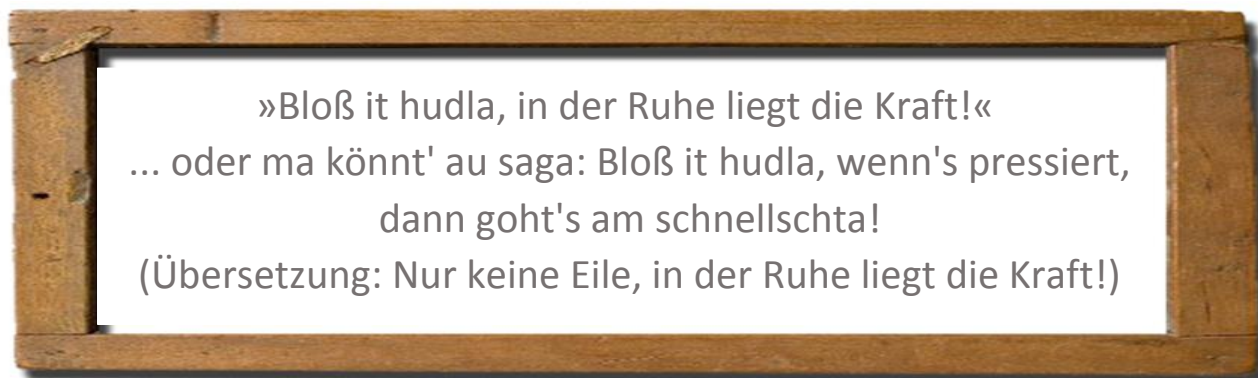 »Bloß it hudla, in der Ruhe liegt die Kraft!«
... oder ma könnt' au saga: Bloß it hudla, wenn's pressiert,
dann goht's am schnellschta!
(Übersetzung: Nur keine Eile, in der Ruhe liegt die Kraft!)